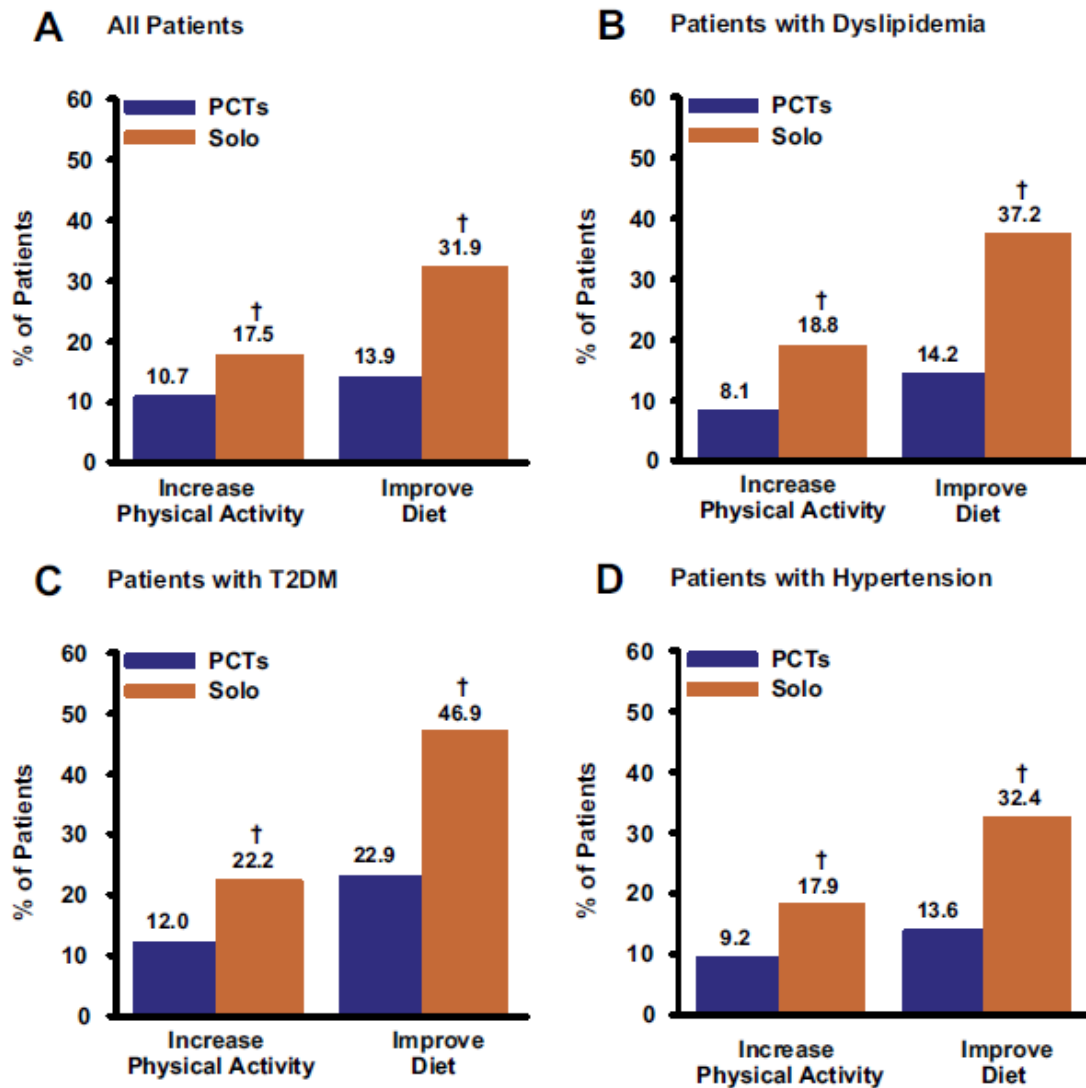 A All Patients
PCTs
Solo
% of Patients
60
50
40
30
20
10
0
10.7
†
17.5
13.9
†
31.9
Increase
Physical Activity
Improve
Diet
B Patients with Dyslipidemia
PCTs
Solo
% of Patients
60
50
40
30
20
10
0
8.1
†
18.8
14.2
†
37.2
Increase
Physical Activity
Improve
Diet
C Patients with T2DM
PCTs
Solo
% of Patients
60
50
40
30
20
10
0
12.0
†
22.2
22.9
†
46.9
Increase
Physical Activity
Improve
Diet
D Patients with Hypertension
PCTs
Solo
% of Patients
60
50
40
30
20
10
0
9.2
†
17.9
13.6
†
32.4
Increase
Physical Activity
Improve
Diet